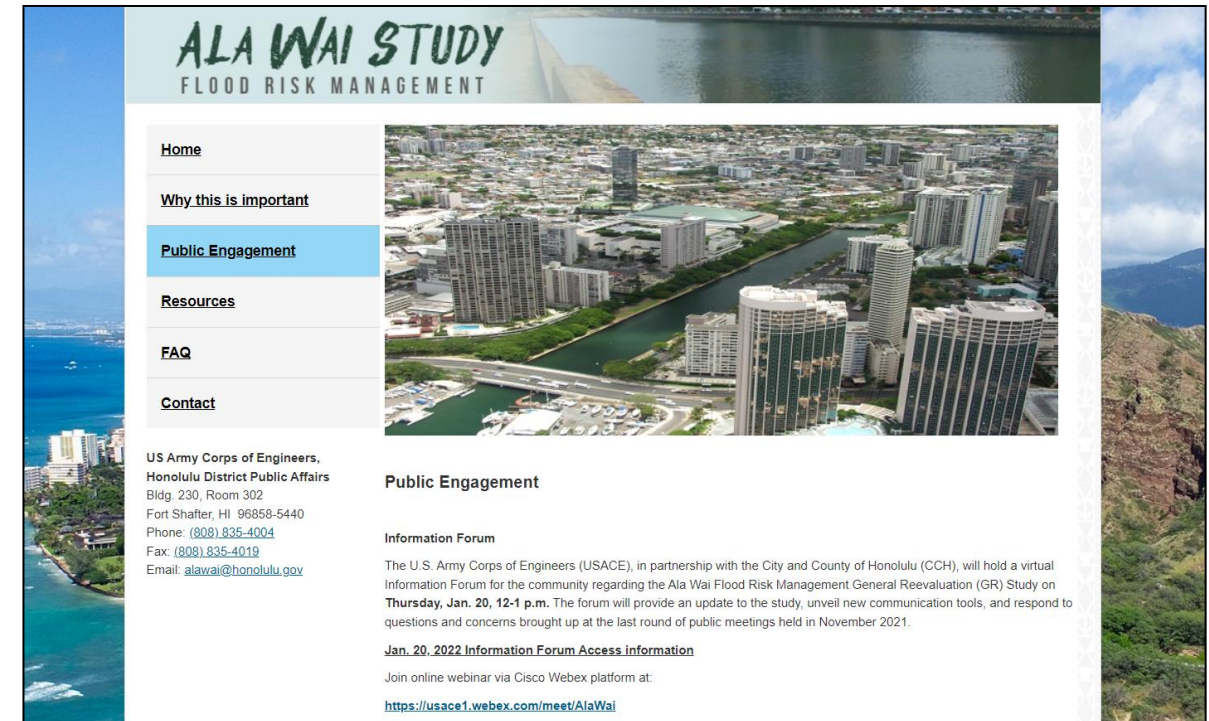 ALA WAI STUDY
FLOOD RISK MANAGEMENT
Home
Why this is important
Public Engagement
Resources
FAQ
Contact
US Army Corps of Engineers,
Honolulu District Public Affairs
Bldg. 230, Room 302
Fort Shafter, HI  96858-5440
Phone: (808) 835-4004
Fax: (808) 835-4019
Email: alawai@honolulu.gov
Public Engagement
Information Forum
The U.S. Army Corps of Engineers (USACE), in partnership with the City and County of Honolulu (CCH), will hold a virtual
Information Forum for the community regarding the Ala Wai Flood Risk Management General Reevaluation (GR) Study on
Thursday, Jan. 20, 12-1 p.m. The forum will provide an update to the study, unveil new communication tools, and respond to
questions and concerns brought up at the last round of public meetings held in November 2021.
Jan. 20, 2022 Information Forum Access information
Join online webinar via Cisco Webex platform at:
https://usace1.webex.com/meet/AlaWai